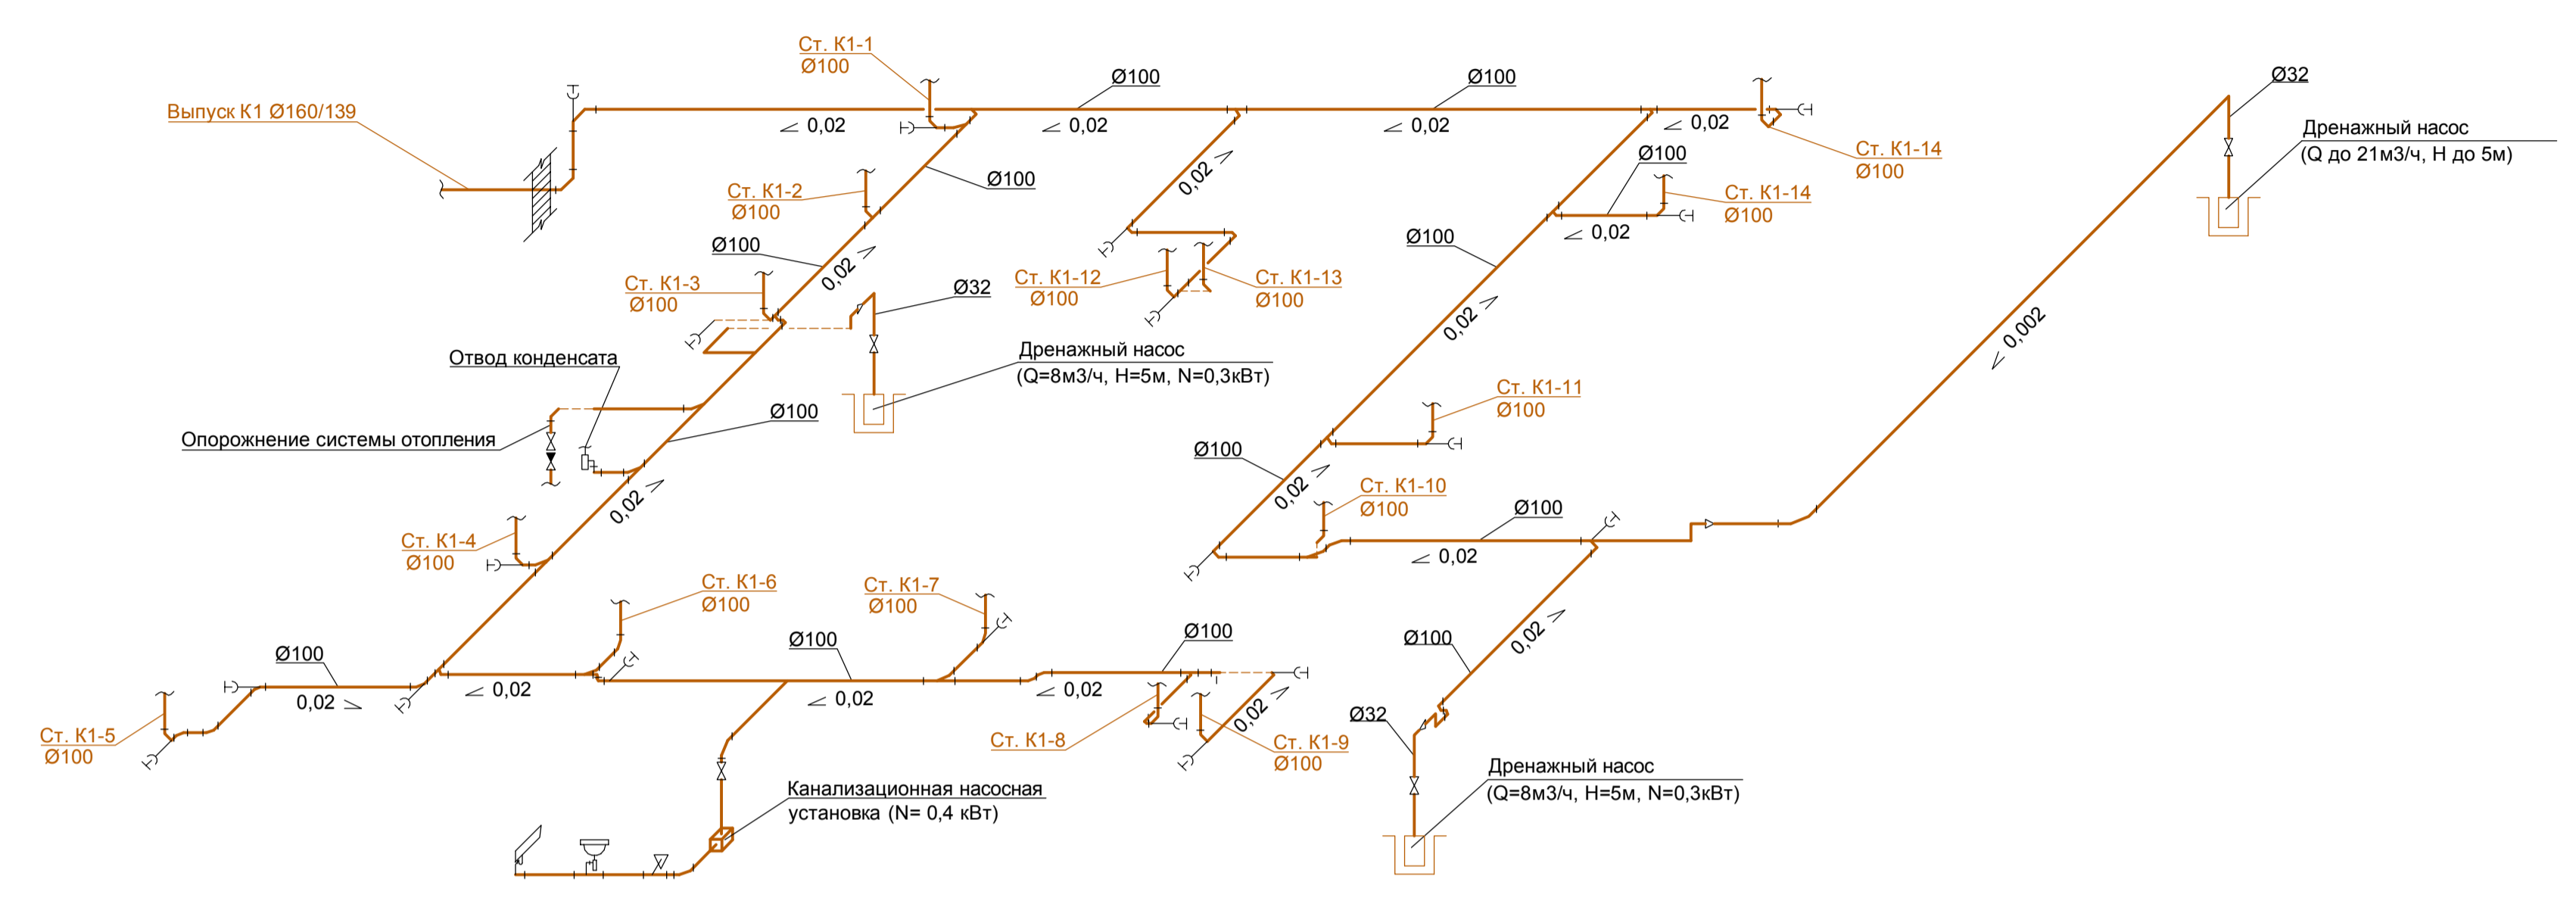 Ст. К1-1
Ø100
Ø100
Ø100
Ø32
Выпуск К1 Ø160/139
< 0,02
< 0,02
< 0,02
< 0,02
Дренажный насос
(Q до 21м3/ч, Н до 5м)
Ст. К1-14
Ø100
Ø100
Ст. К1-2
Ø100
Ø100
0,02 >
Ст. К1-14
Ø100
< 0,02
Ø100
0,02 >
Ø100
Ст. К1-3
Ø100
Ø32
Ст. К1-12
Ø100
Ст. К1-13
Ø100
0,02 >
< 0,002
Отвод конденсата
Дренажный насос
(Q=8м3/ч, Н=5м, N=0,3кВт)
Ст. К1-11
Ø100
Ø100
Опорожнение системы отопления
Ø100
0,02 >
Ст. К1-10
Ø100
0,02 >
Ø100
< 0,02
Ст. К1-4
Ø100
Ст. К1-6
Ø100
Ст. К1-7
Ø100
Ø100
0,02 >
Ø100
0,02 >
< 0,02
Ø100
< 0,02
Ø100
< 0,02
0,02 >
Ø100
Ст. К1-5
Ø100
Ст. К1-8
Ст. К1-9
Ø100
Ø32
Канализационная насосная
установка (N= 0,4 кВт)
Дренажный насос
(Q=8м3/ч, Н=5м, N=0,3кВт)